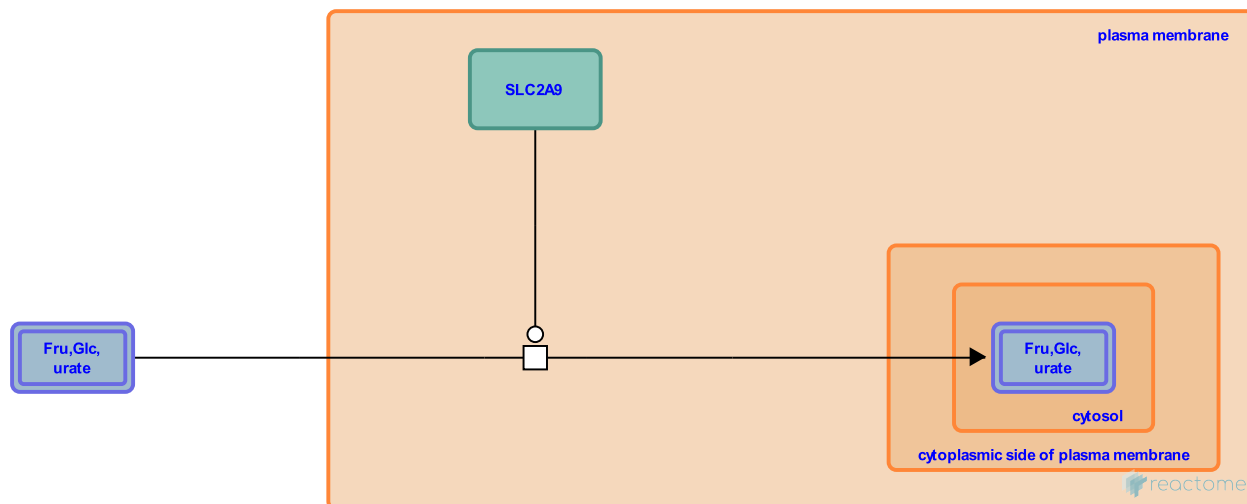 plasma membrane
SLC2A9
Fru,Glc,
urate
Fru,Glc,
urate
cytosol
cytoplasmic side of plasma membrane
reactome